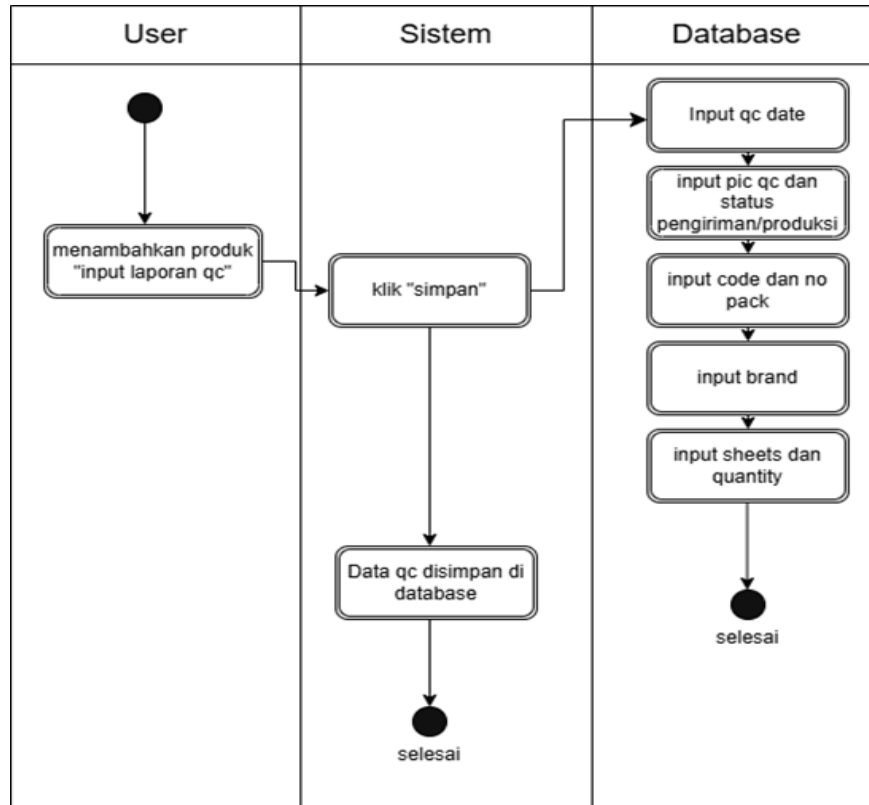 User
Sistem
Database
menambahkan produk
"input laporan qc"
klik "simpan"
Data qc disimpan di
database
selesai
Input qc date
input pic qc dan
status
pengiriman/produksi
input code dan no
pack
input brand
input sheets dan
quantity
selesai